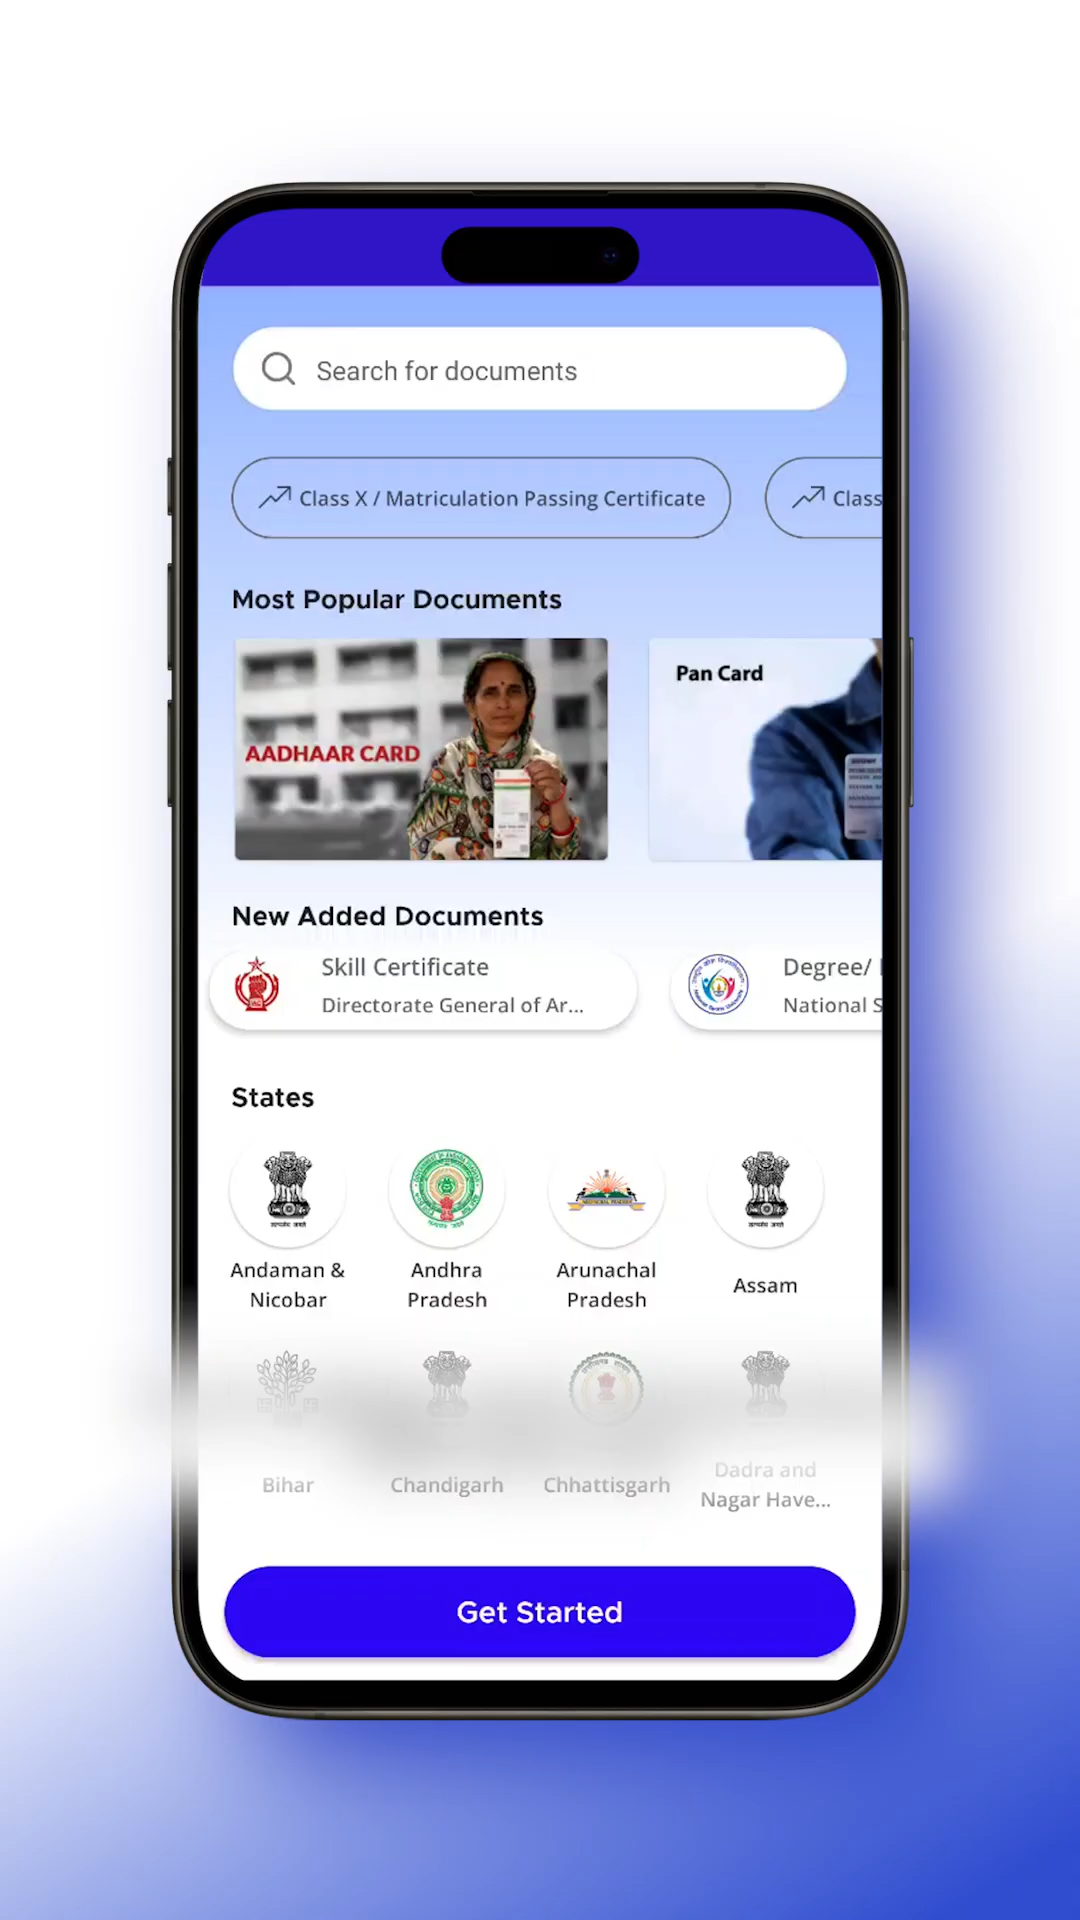 Search for documents
Class X / Matriculation Passing Certificate
Class
Most Popular Documents
AADHAAR CARD
Pan Card
New Added Documents
Skill Certificate
Directorate General of Ar...
Degree/
National S
States
Andaman & Nicobar
Andhra Pradesh
Arunachal Pradesh
Assam
Bihar
Chandigarh
Chhattisgarh
Dadra and Nagar Have...
Get Started